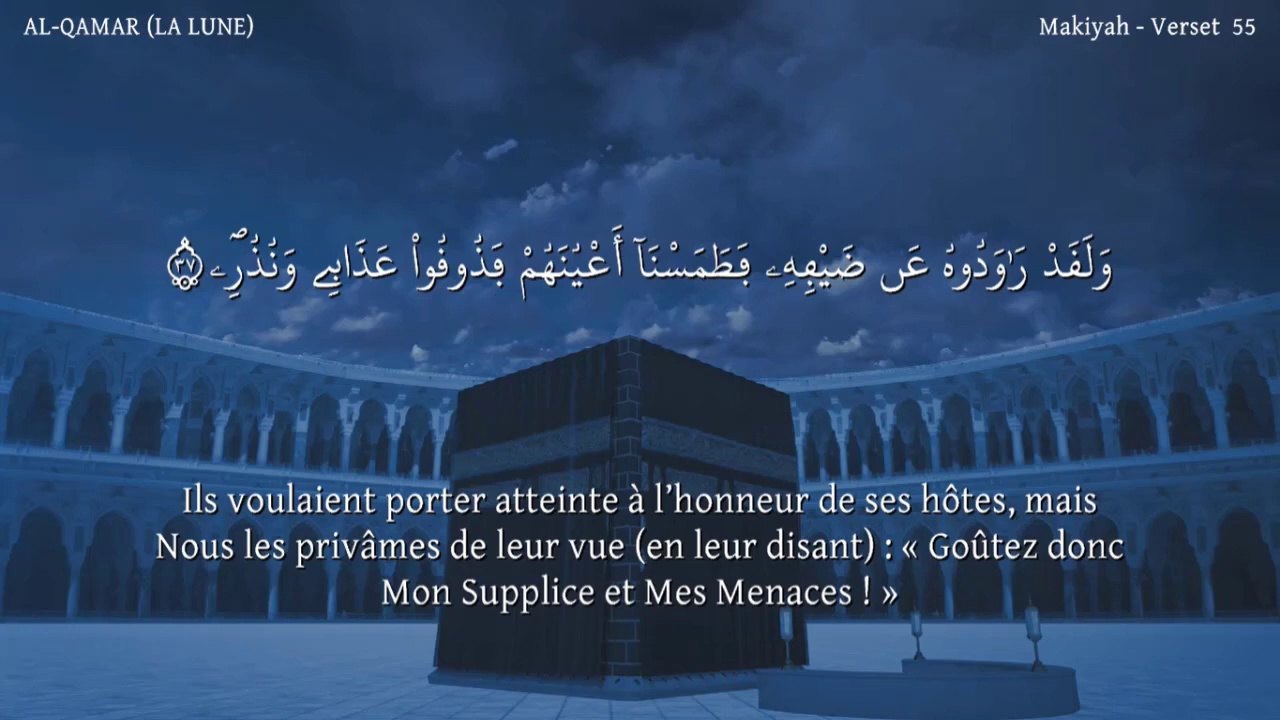 AL-QAMAR (LA LUNE)
Makiyah - Verset 55
وَلَقَدْ رَٰوَدُوهُ عَن ضَيْفِهِۦ فَطَمَسْنَآ أَعْيُنَهُمْ فَذُوقُوا۟ عَذَابِے وَنُذُرِۦ ۖ ٣٧
Ils voulaient porter atteinte à l’honneur de ses hôtes, mais
Nous les privâmes de leur vue (en leur disant) : « Goûtez donc
Mon Supplice et Mes Menaces ! »